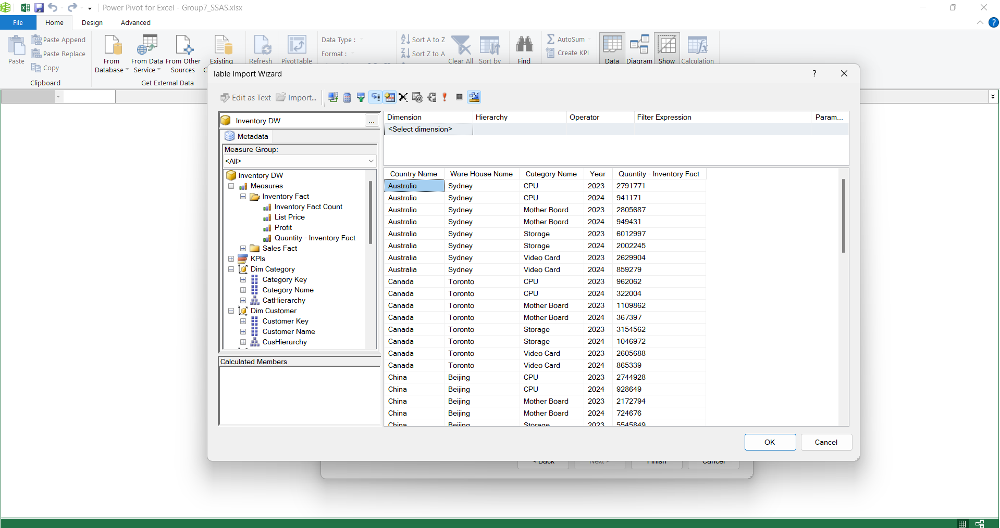 Power Pivot for Excel - Group7_SSAS.xlsx
File Home Design Advanced
Paste
Paste Append
Paste Replace
Copy
Clipboard
From Database
From Data Service
From Other Sources
Existing
Get External Data
Refresh
PivotTable
Data Type :
Format :
Sort A to Z
Sort Z to A
Clear All
Sort by
Find
AutoSum
Create KPI
Data
Diagram
Show
Calculation
Table Import Wizard ?
Edit as Text Import...
Inventory DW ...
Metadata
Measure Group:
<All>
Inventory DW
Measures
Inventory Fact
Inventory Fact Count
List Price
Profit
Quantity - Inventory Fact
Sales Fact
KPIs
Dim Category
Category Key
Category Name
CatHierarchy
Dim Customer
Customer Key
Customer Name
CusHierarchy
Calculated Members
Dimension Hierarchy Operator Filter Expression Param...
<Select dimension>
Country Name Ware House Name Category Name Year Quantity - Inventory Fact
Australia Sydney CPU 2023 2791771
Australia Sydney CPU 2024 941171
Australia Sydney Mother Board 2023 2805687
Australia Sydney Mother Board 2024 949431
Australia Sydney Storage 2023 6012997
Australia Sydney Storage 2024 2002245
Australia Sydney Video Card 2023 2629904
Australia Sydney Video Card 2024 859279
Canada Toronto CPU 2023 962062
Canada Toronto CPU 2024 322004
Canada Toronto Mother Board 2023 1109862
Canada Toronto Mother Board 2024 367397
Canada Toronto Storage 2023 3154562
Canada Toronto Storage 2024 1046972
Canada Toronto Video Card 2023 2605688
Canada Toronto Video Card 2024 865339
China Beijing CPU 2023 2744928
China Beijing CPU 2024 928649
China Beijing Mother Board 2023 2172794
China Beijing Mother Board 2024 724676
China Beijing Storage 2023 5545849
OK Cancel
< Back Next > Finish Cancel